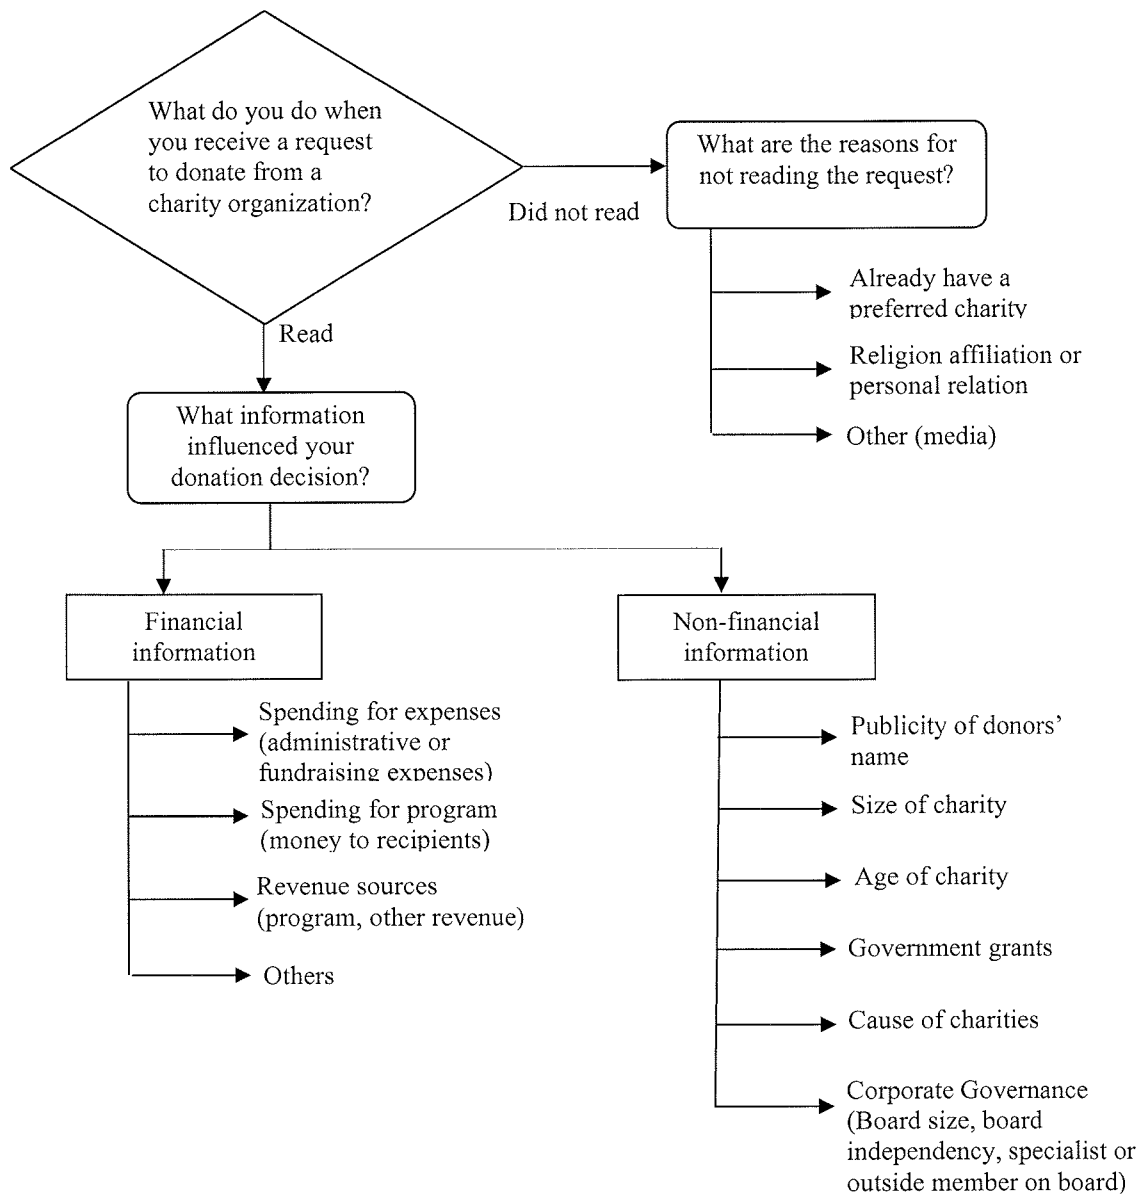 What do you do when
you receive a request
to donate from a
charity organization?
Did not read
What are the reasons for
not reading the request?
Already have a
preferred charity
Religion affiliation or
personal relation
Other (media)
Read
What information
influenced your
donation decision?
Financial
information
Spending for expenses
(administrative or
fundraising expenses)
Spending for program
(money to recipients)
Revenue sources
(program, other revenue)
Others
Non-financial
information
Publicity of donors'
name
Size of charity
Age of charity
Government grants
Cause of charities
Corporate Governance
(Board size, board
independency, specialist or
outside member on board)